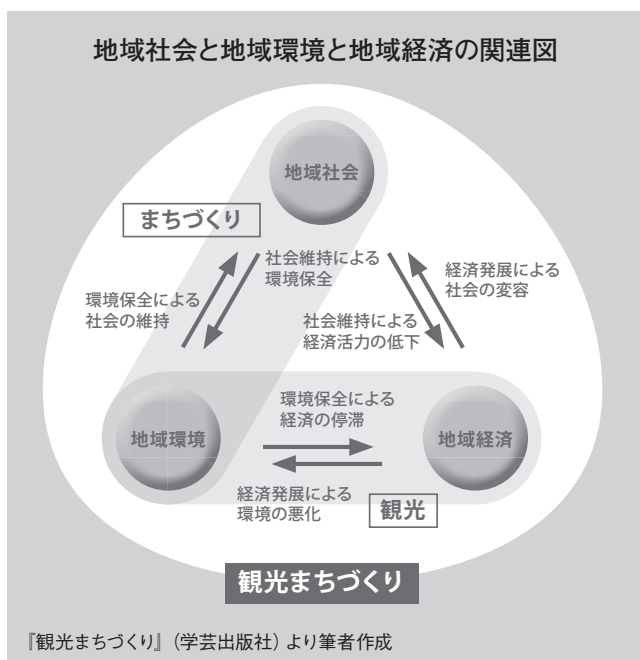 地域社会と地域環境と地域経済の関連図
地域社会
まちづくり
社会維持による
環境保全
経済発展による
社会の変容
環境保全による
社会の維持
社会維持による
経済活力の低下
環境保全による
経済の停滞
地域環境
地域経済
経済発展による
環境の悪化
観光
観光まちづくり
『観光まちづくり』（学芸出版社）より筆者作成